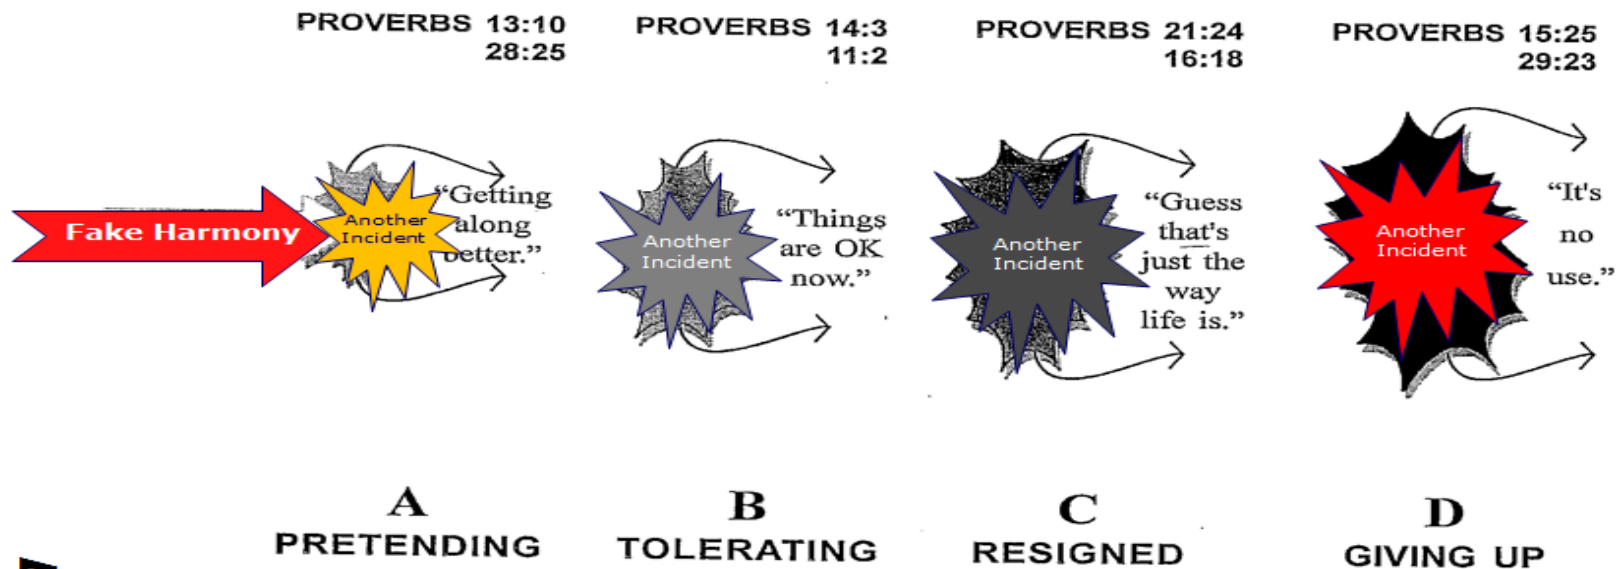 PROVERBS 13:10
28:25
PROVERBS 14:3
11:2
PROVERBS 21:24
16:18
PROVERBS 15:25
29:23
Fake Harmony
Another
Incident
“Getting
along
better.”
Another
Incident
“Things
are OK
now.”
Another
Incident
“Guess
that's
just the
way
life is.”
Another
Incident
“It's
no
use.”
A
PRETENDING
B
TOLERATING
C
RESIGNED
D
GIVING UP